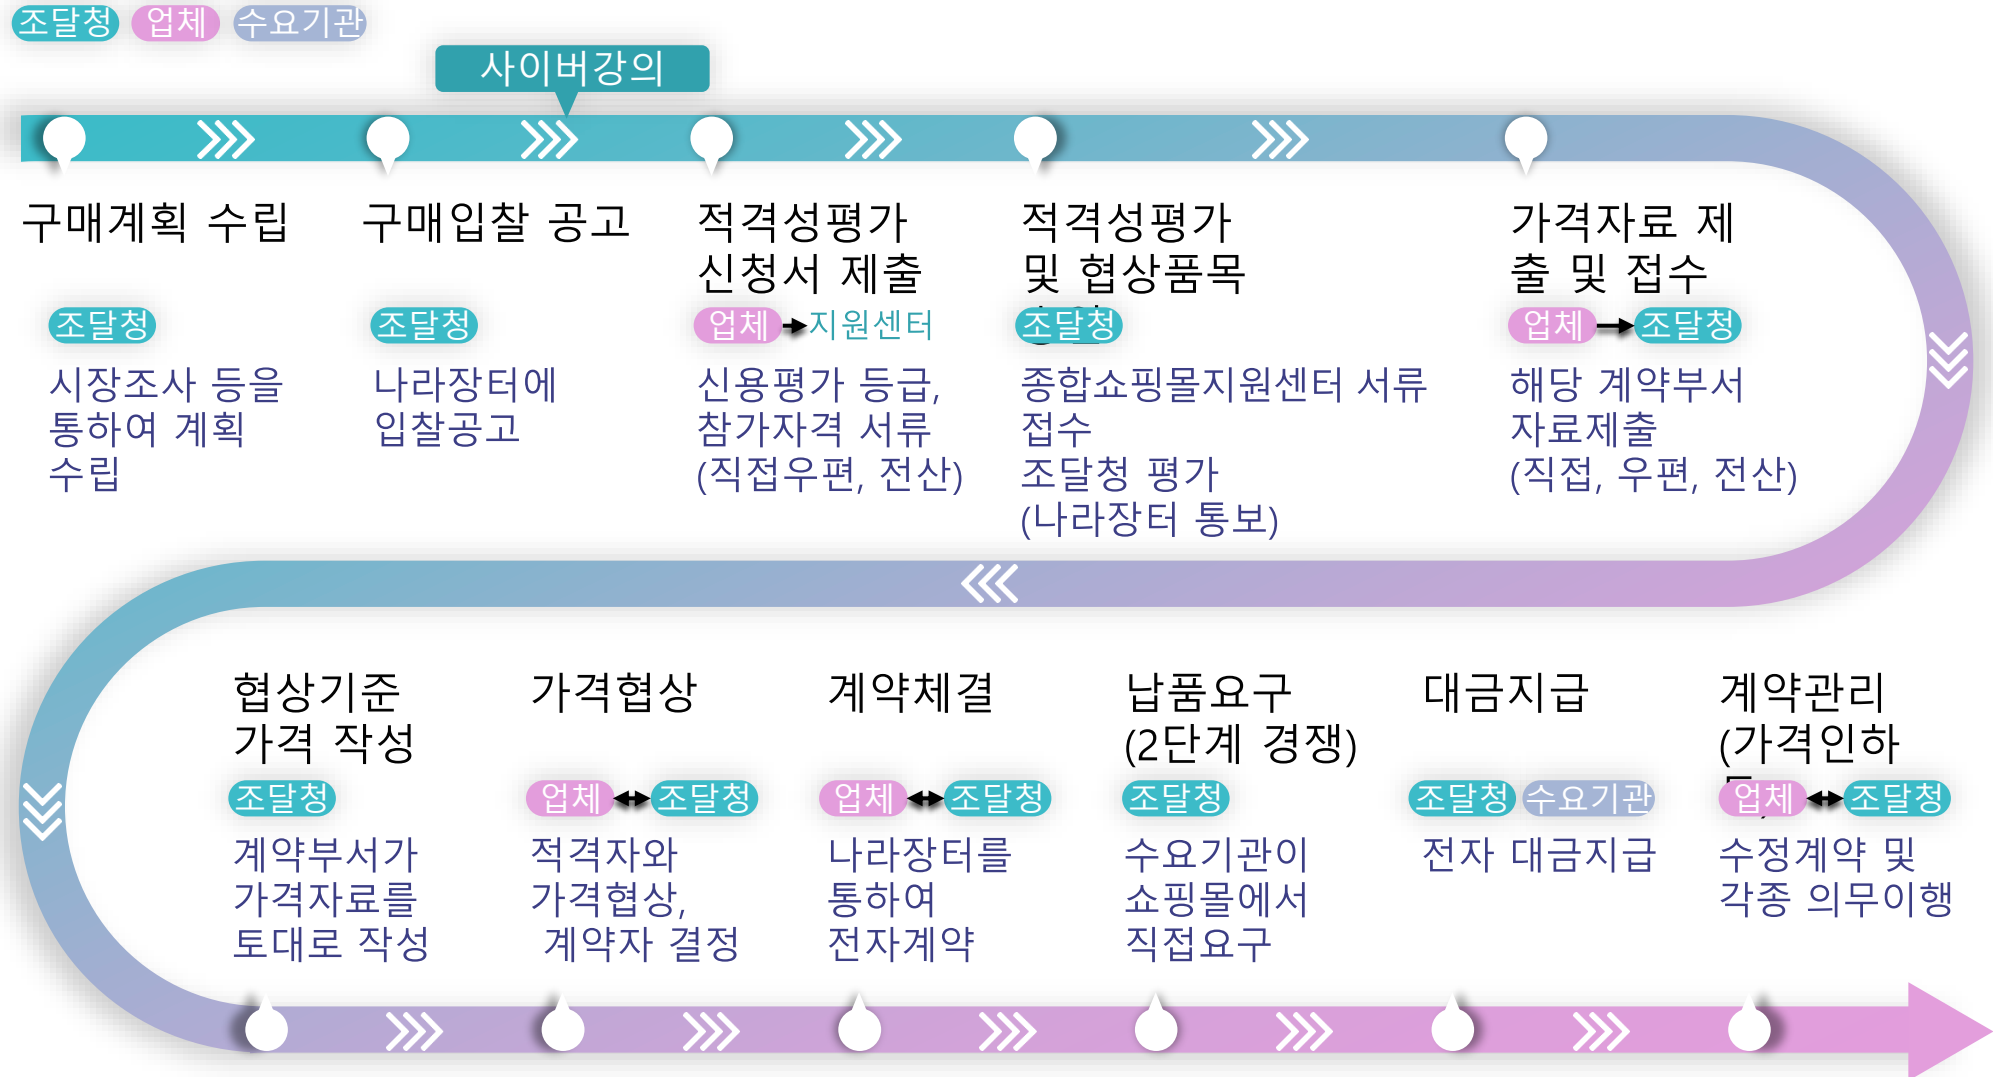 조달청 업체 수요기관
사이버강의
구매계획 수립
구매입찰 공고
적격성평가
신청서 제출
적격성평가
및 협상품목
가격자료 제
출 및 접수
조달청
조달청
업체 지원센터
조달청
업체 조달청
시장조사 등을
통하여 계획
수립
나라장터에
입찰공고
신용평가 등급,
참가자격 서류
(직접우편, 전산)
종합쇼핑몰지원센터 서류
접수
조달청 평가
(나라장터 통보)
해당 계약부서
자료제출
(직접, 우편, 전산)
협상기준
가격 작성
가격협상
계약체결
납품요구
(2단계 경쟁)
대금지급
계약관리
(가격인하
조달청
업체 조달청
업체 조달청
조달청
조달청 수요기관
업체 조달청
계약부서가
가격자료를
토대로 작성
적격자와
가격협상,
계약자 결정
나라장터를
통하여
전자계약
수요기관이
쇼핑몰에서
직접요구
전자 대금지급
수정계약 및
각종 의무이행